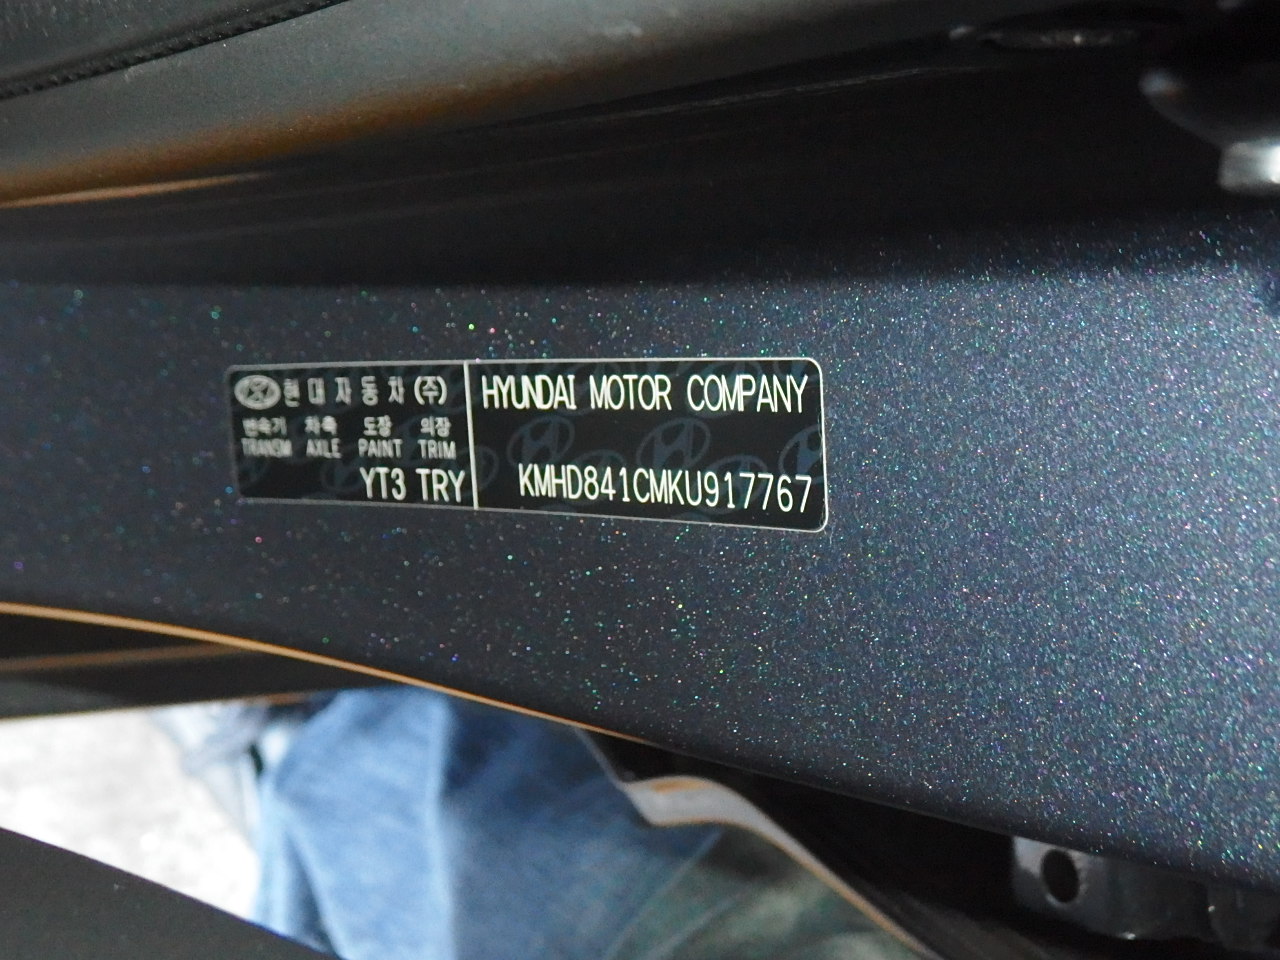 현대자동차(주)
변속기 차축 도장 의장
TRANSM AXLE PAINT TRIM
YT3 TRY
HYUNDAI MOTOR COMPANY
KMHD841CMKU917767